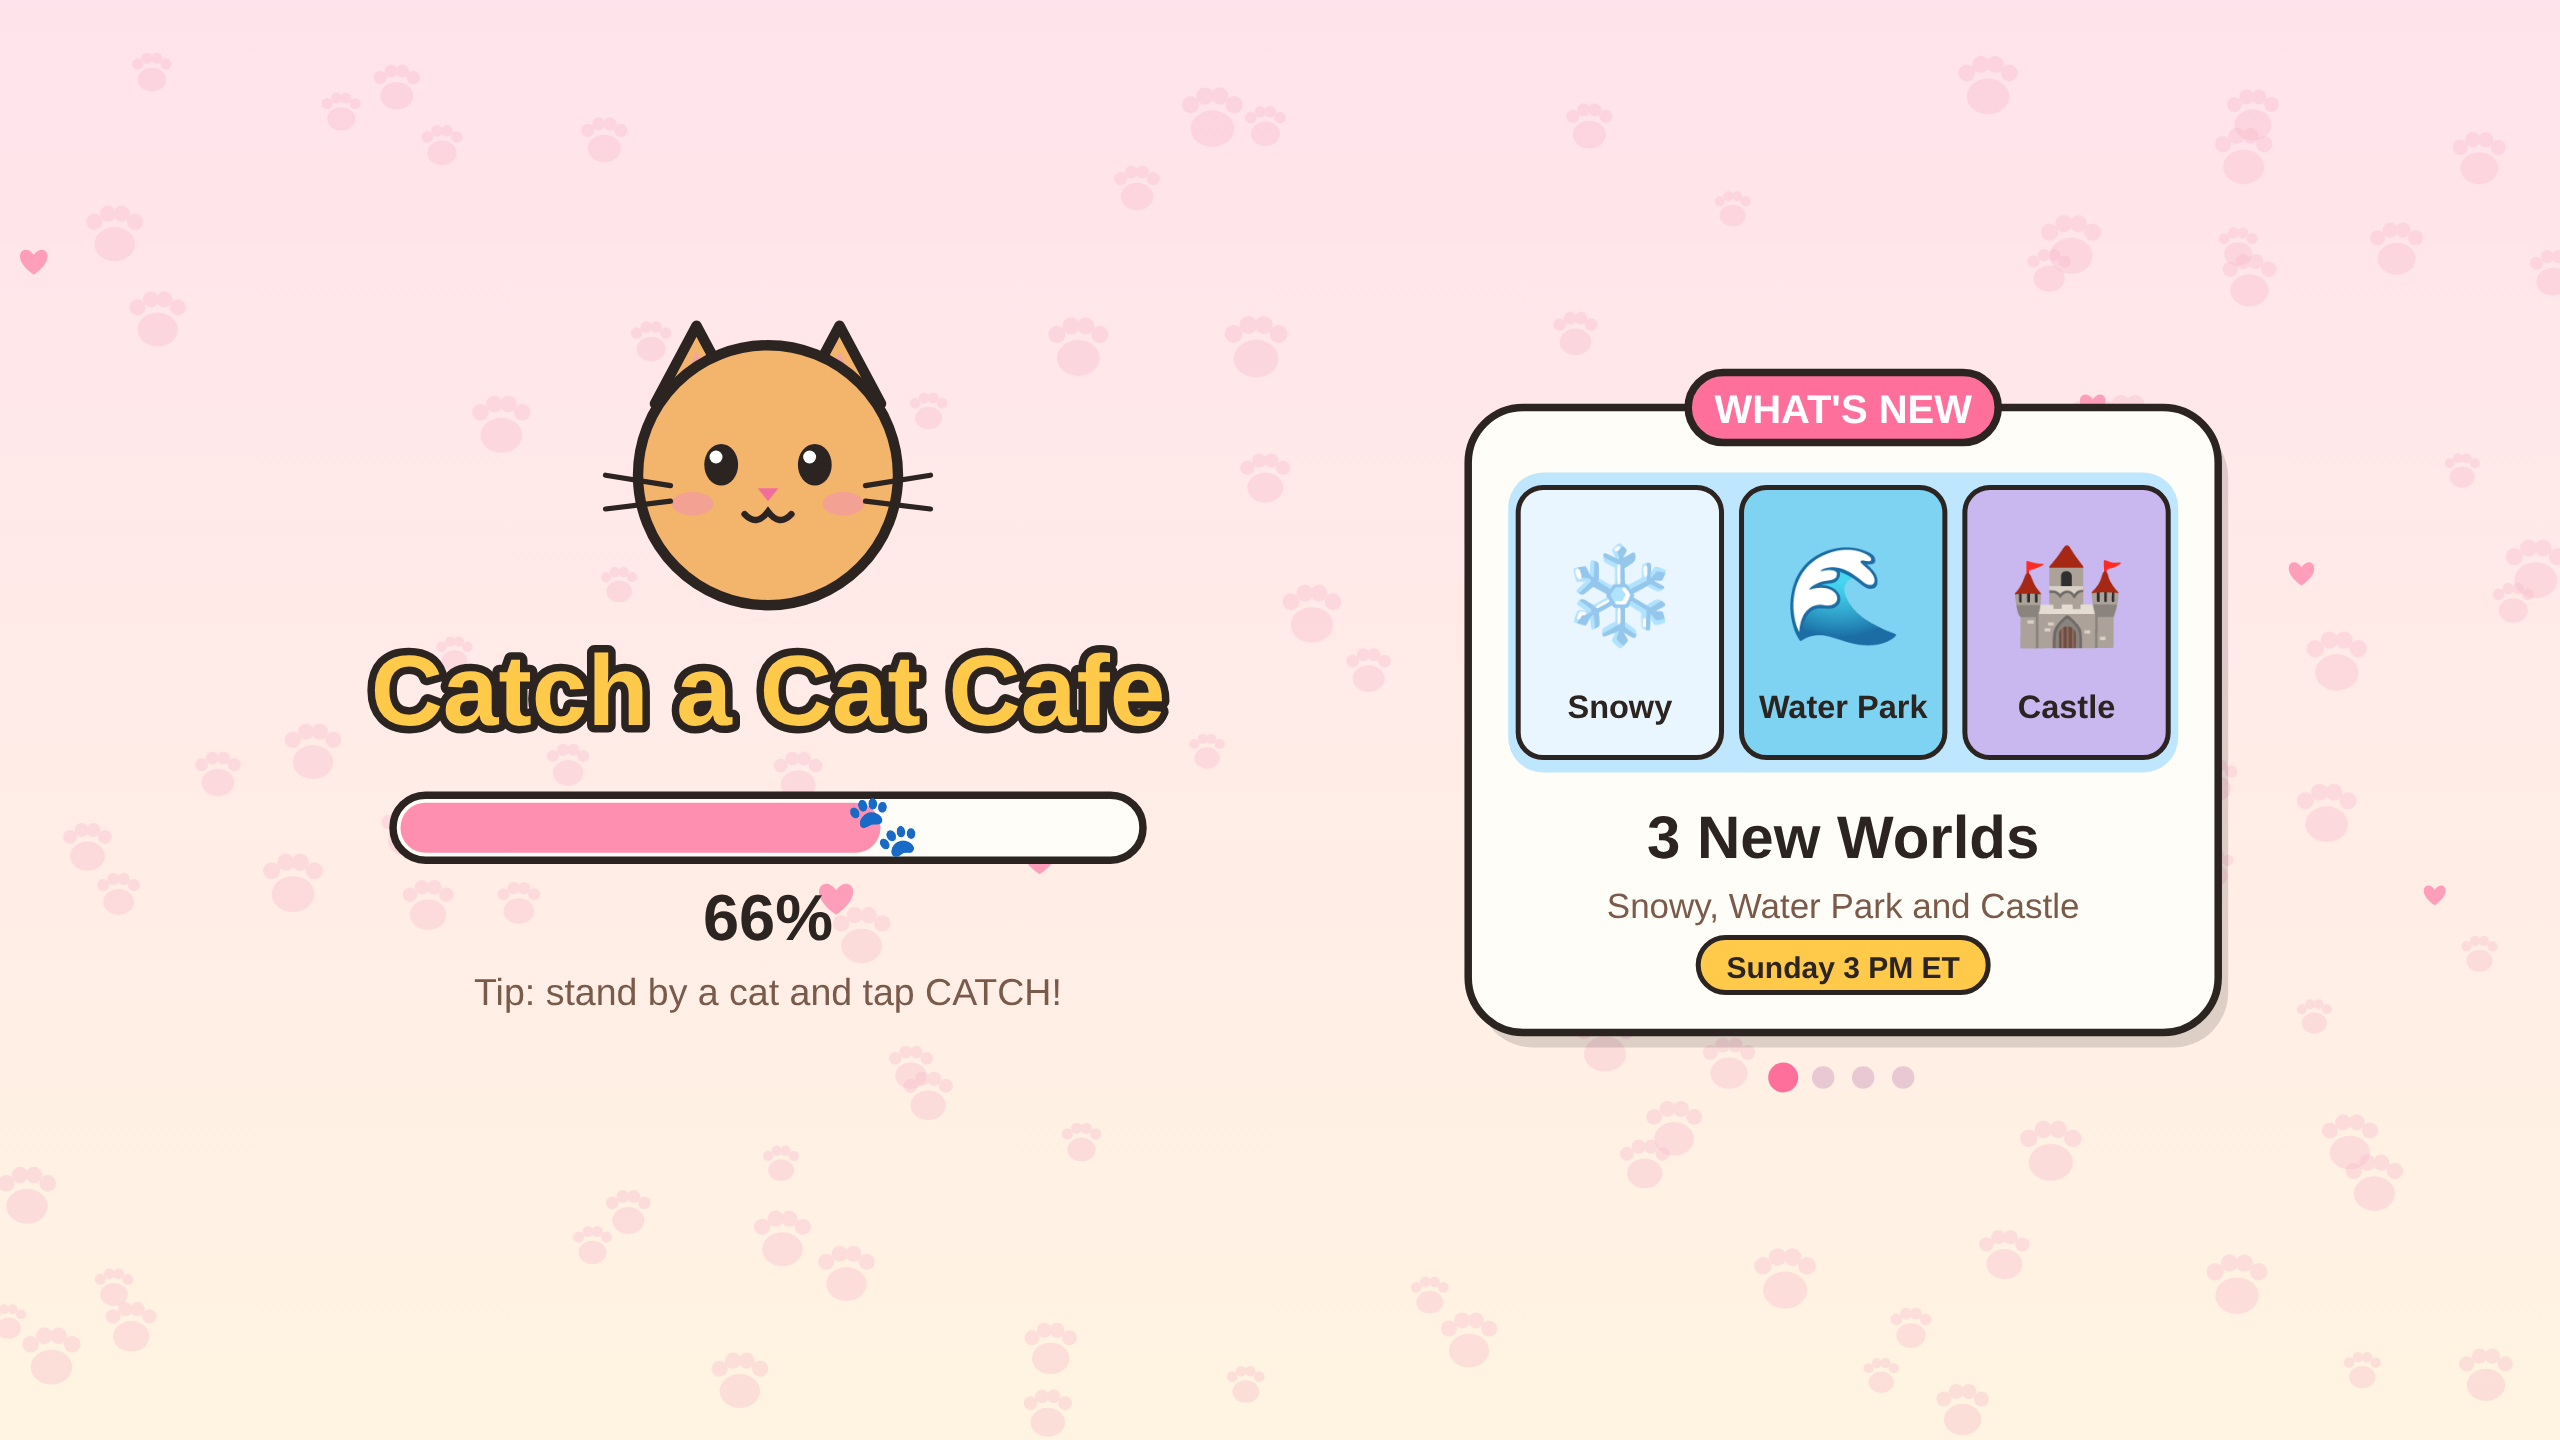 Catch a Cat Cafe
66%
Tip: stand by a cat and tap CATCH!
WHAT'S NEW
Snowy
Water Park
Castle
3 New Worlds
Snowy, Water Park and Castle
Sunday 3 PM ET